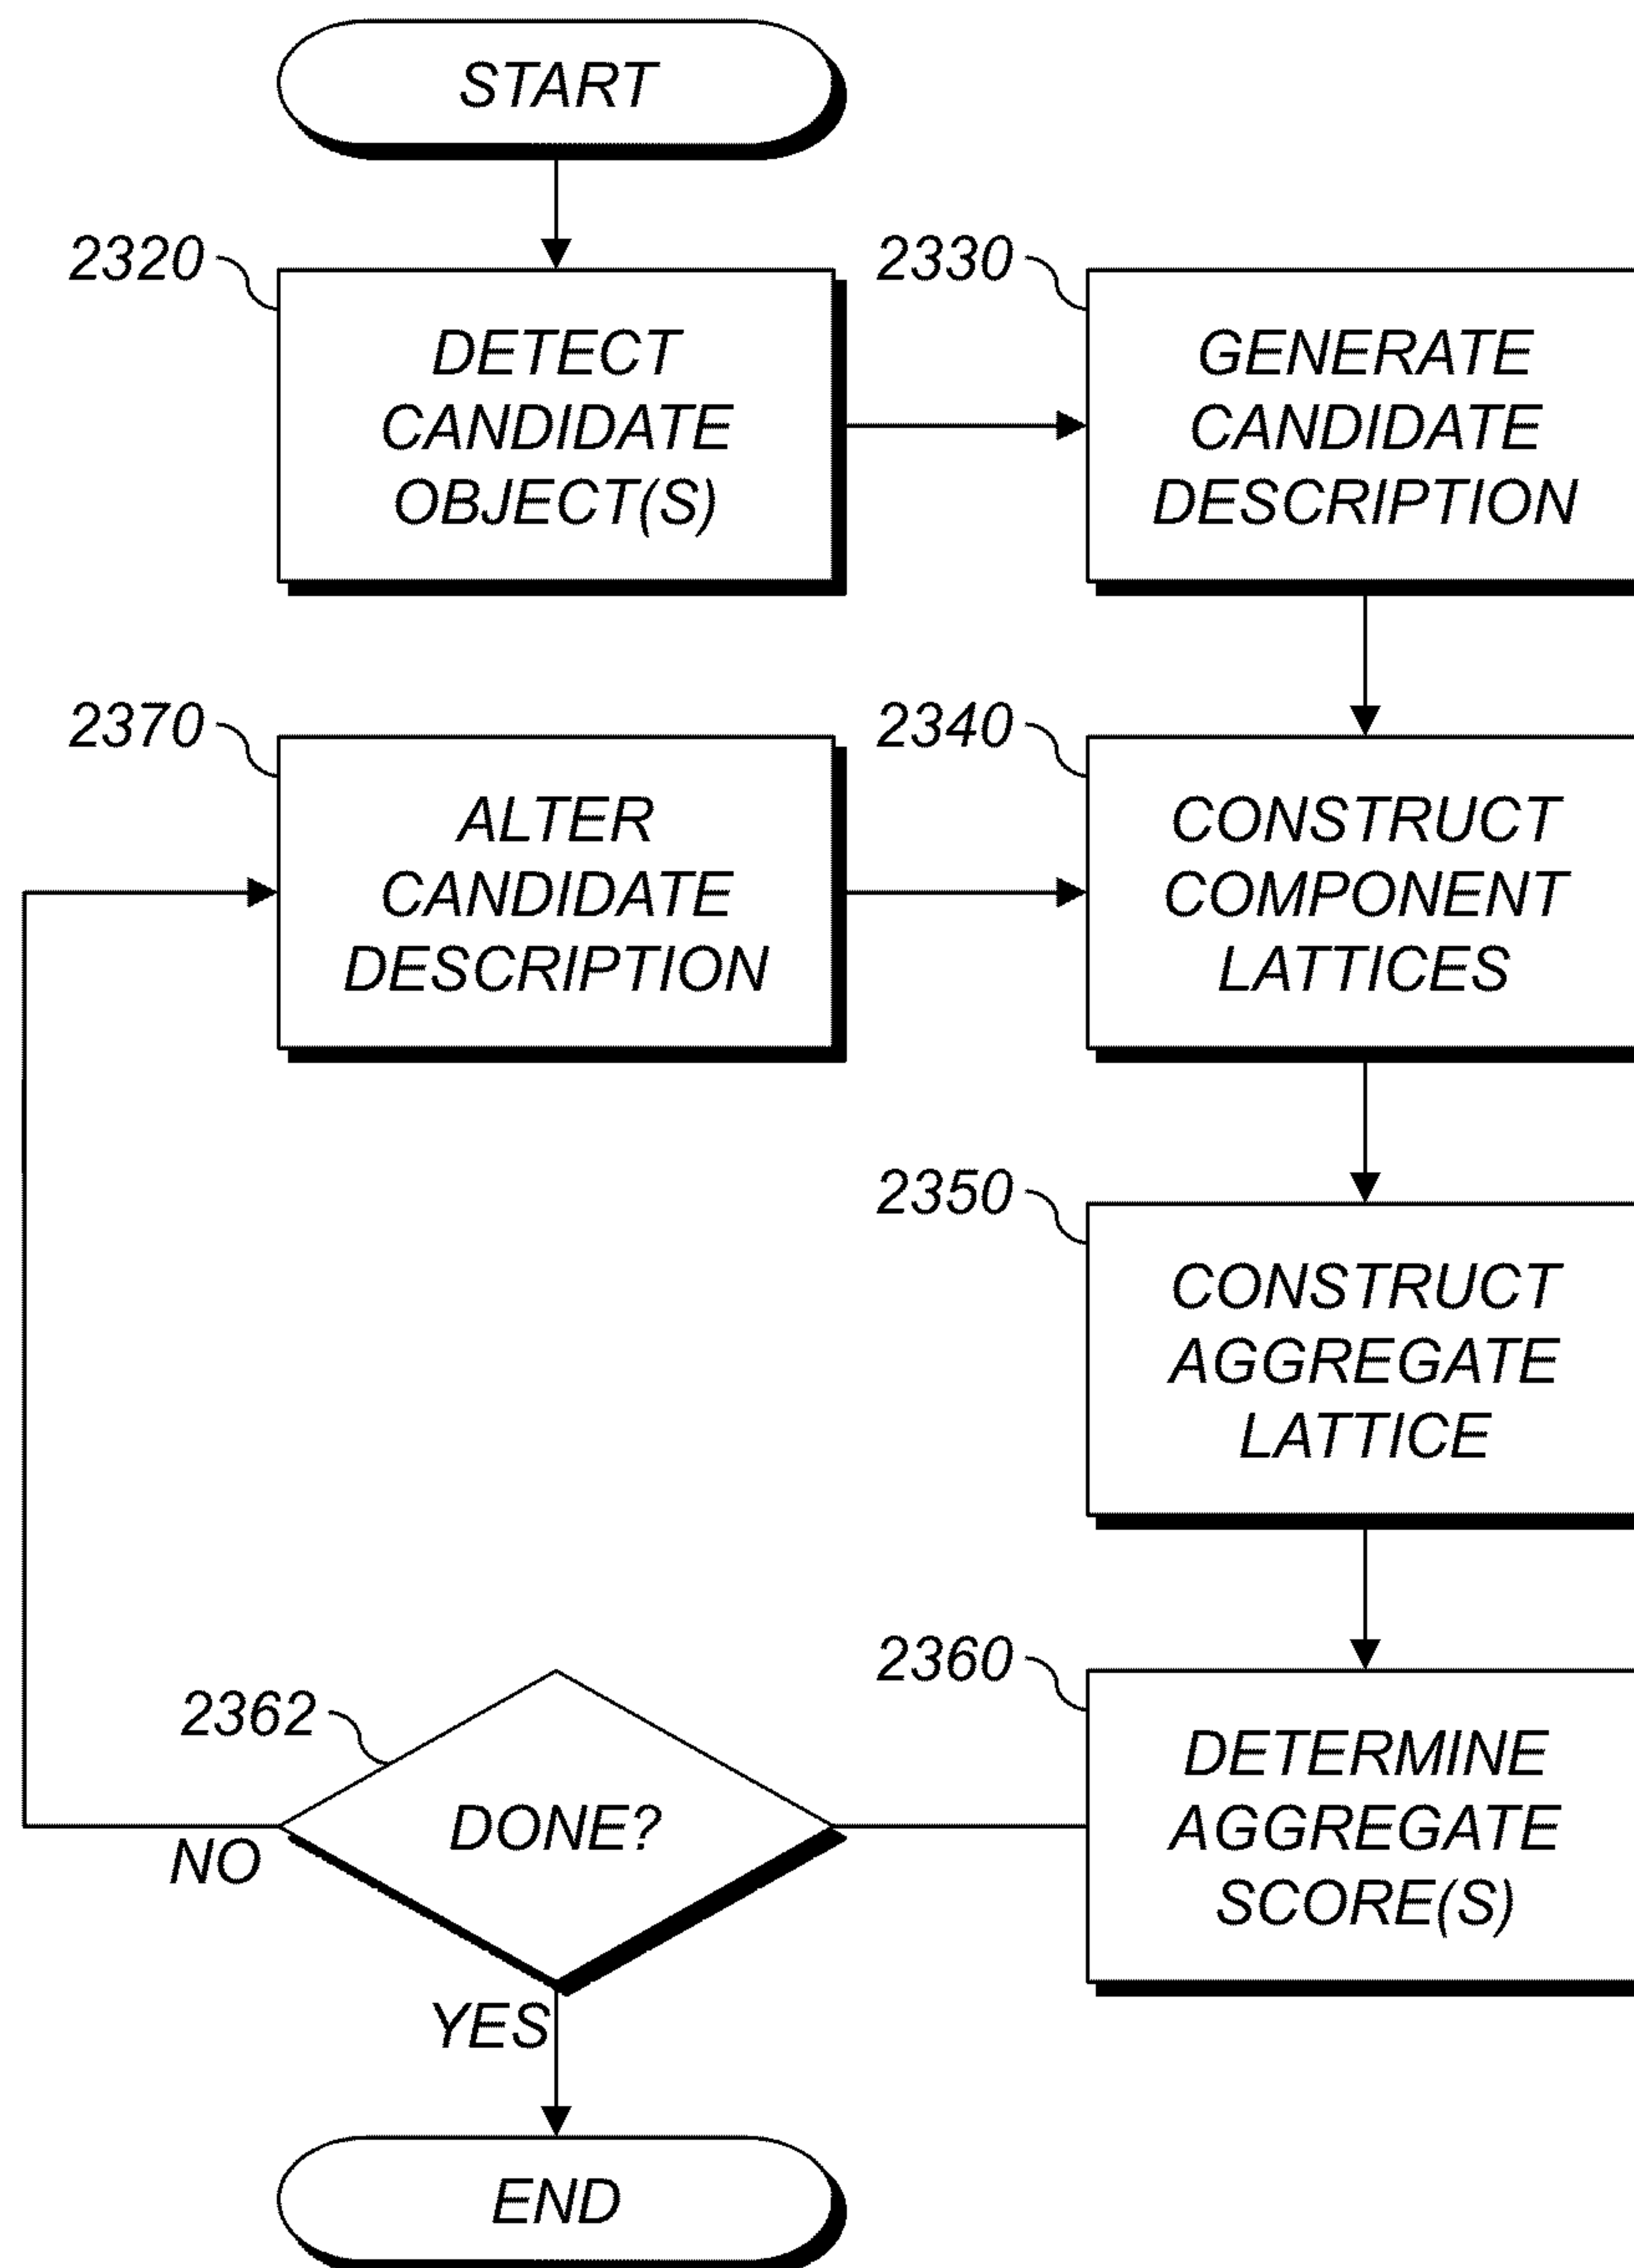 START
2320
DETECT
CANDIDATE
OBJECT(S)
2330
GENERATE
CANDIDATE
DESCRIPTION
2370
ALTER
CANDIDATE
DESCRIPTION
2340
CONSTRUCT
COMPONENT
LATTICES
2350
CONSTRUCT
AGGREGATE
LATTICE
2360
DETERMINE
AGGREGATE
SCORE(S)
2362
DONE?
NO
YES
END